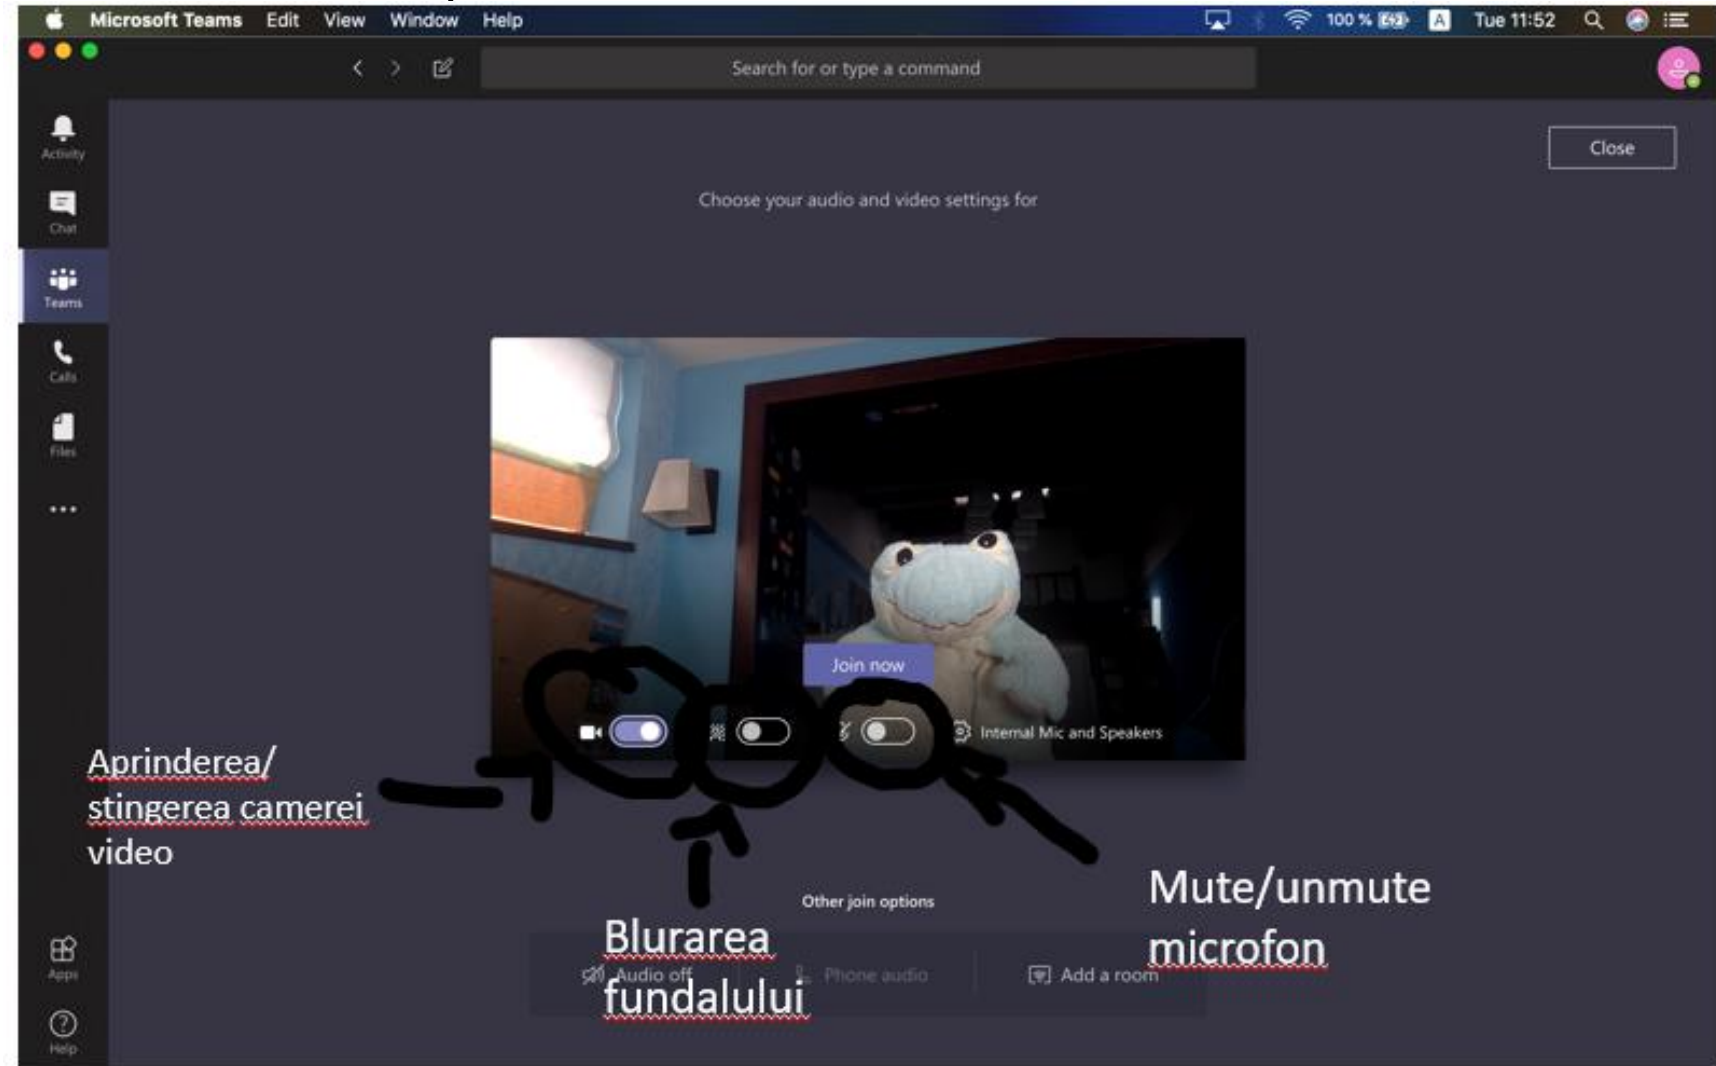 Microsoft Teams Edit View Window Help 100 % A Tue 11:52
Search for or type a command
Activity
Close
Choose your audio and video settings for
Chat
Teams
Calls
Files
Join now
Internal Mic and Speakers
Aprinderea/
stingerea camerei
video
Mute/unmute
microfon
Other join options
Blurarea
fundalului
Audio off Phone audio Add a room
Apps
Help